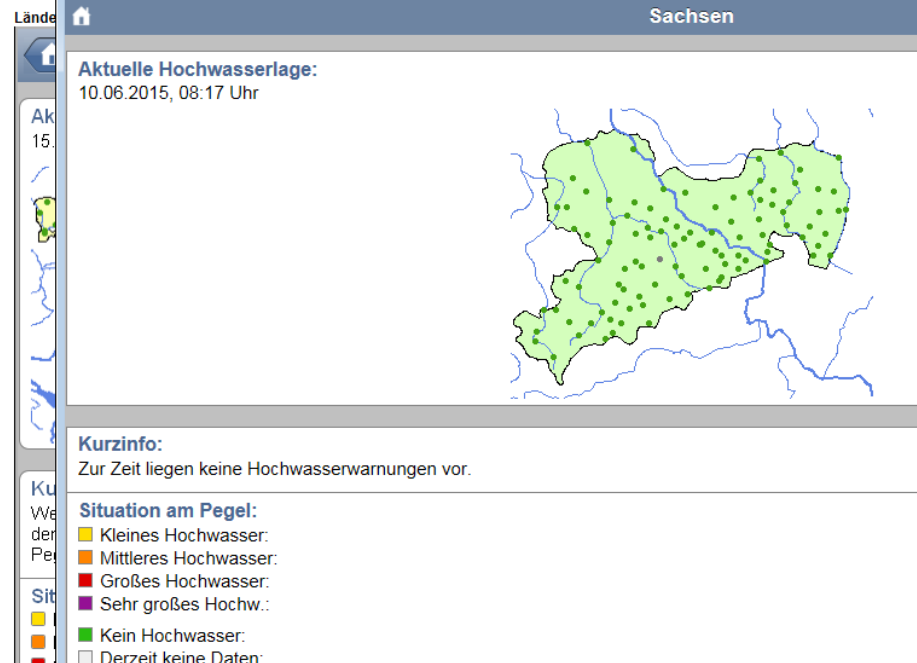 Lände
Sachsen
Aktuelle Hochwasserlage:
10.06.2015, 08:17 Uhr
Ak
15.
Kurzinfo:
Zur Zeit liegen keine Hochwasserwarnungen vor.
Ku
We
der
Situation am Pegel:
Kleines Hochwasser:
Mittleres Hochwasser:
Großes Hochwasser:
Sehr großes Hochw.:
Kein Hochwasser:
Derzeit keine Daten:
Sit